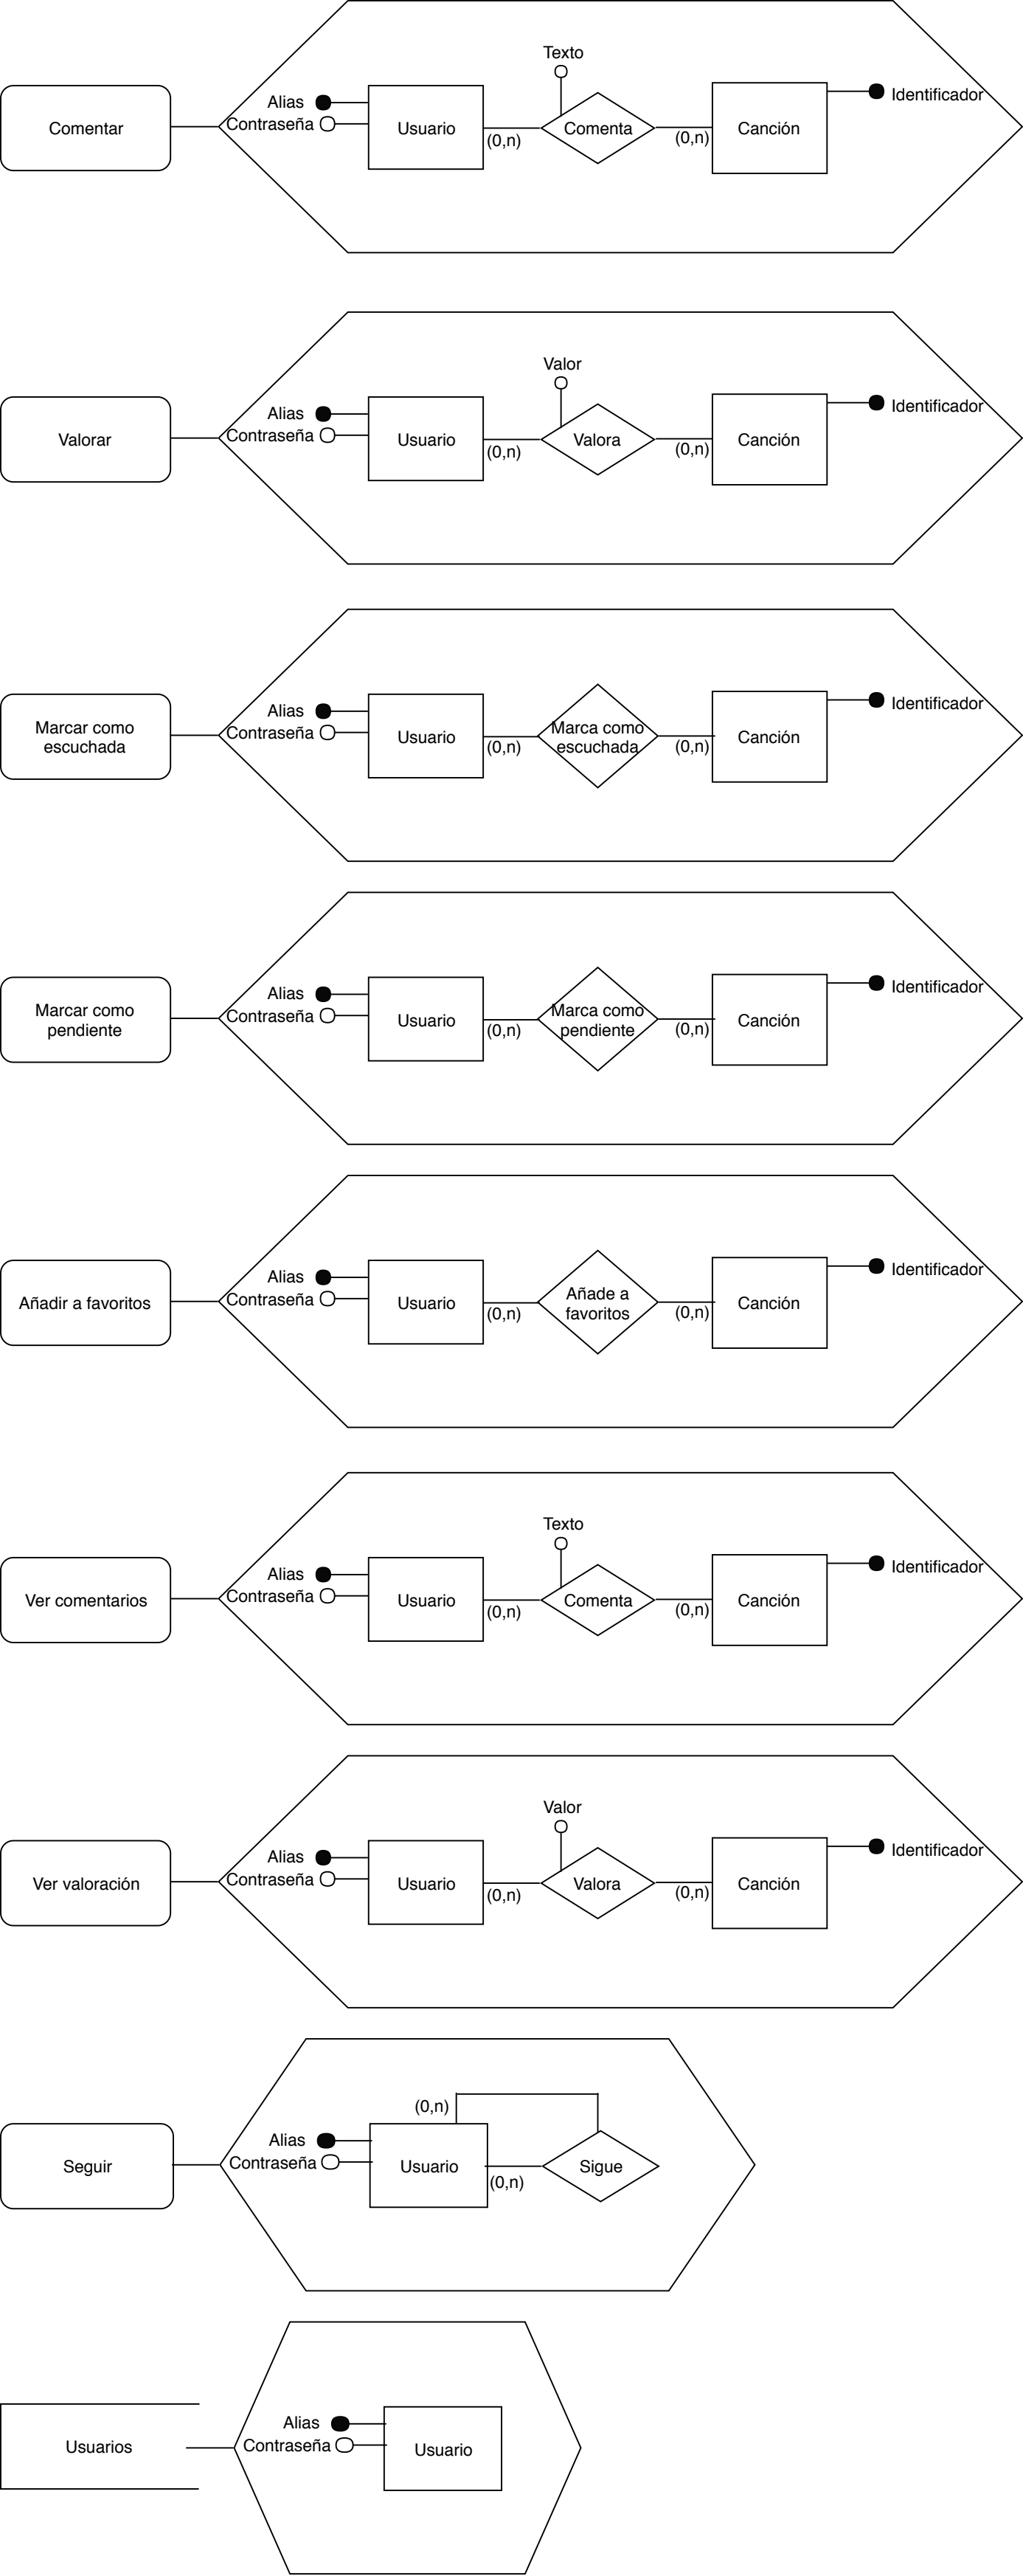 Texto
Alias
Contraseña
Identificador
Comentar
Usuario
Comenta
Canción
(0,n)
(0,n)
Valor
Alias
Contraseña
Identificador
Valorar
Usuario
Valora
Canción
(0,n)
(0,n)
Alias
Contraseña
Identificador
Marcar como
escuchada
Usuario
Marca como
escuchada
Canción
(0,n)
(0,n)
Alias
Contraseña
Identificador
Marcar como
pendiente
Usuario
Marca como
pendiente
Canción
(0,n)
(0,n)
Alias
Contraseña
Identificador
Añadir a favoritos
Usuario
Añade a
favoritos
Canción
(0,n)
(0,n)
Texto
Alias
Contraseña
Identificador
Ver comentarios
Usuario
Comenta
Canción
(0,n)
(0,n)
Valor
Alias
Contraseña
Identificador
Ver valoración
Usuario
Valora
Canción
(0,n)
(0,n)
(0,n)
Alias
Contraseña
Seguir
Usuario
Sigue
(0,n)
Alias
Contraseña
Usuarios
Usuario